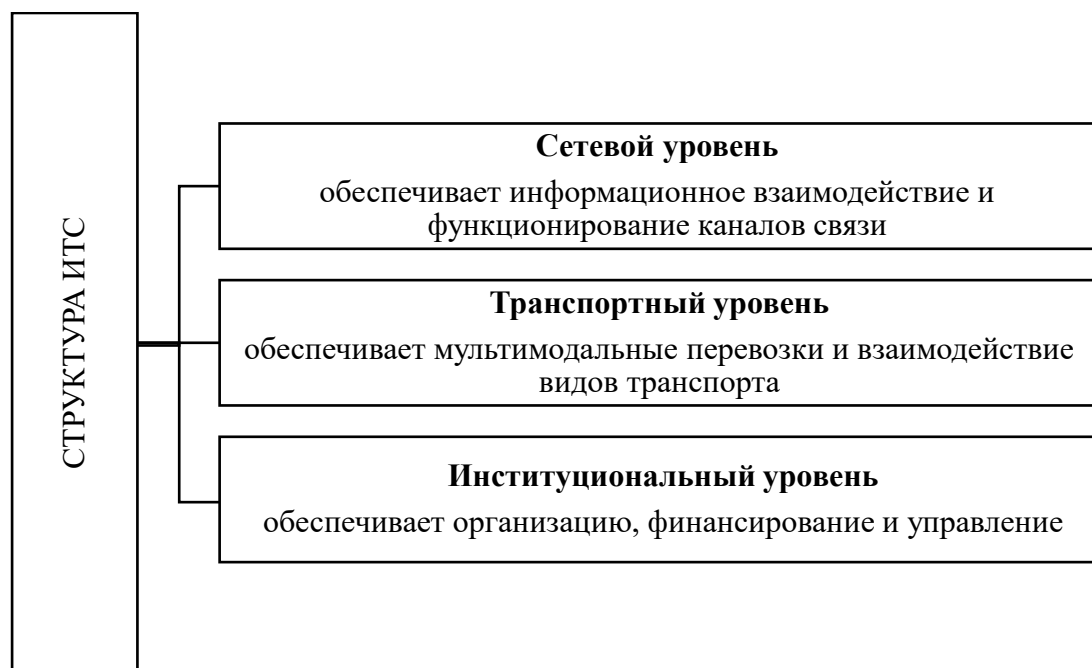 СТРУКТУРА ИТС
Сетевой уровень
обеспечивает информационное взаимодействие и
функционирование каналов связи
Транспортный уровень
обеспечивает мультимодальные перевозки и взаимодействие
видов транспорта
Институциональный уровень
обеспечивает организацию, финансирование и управление